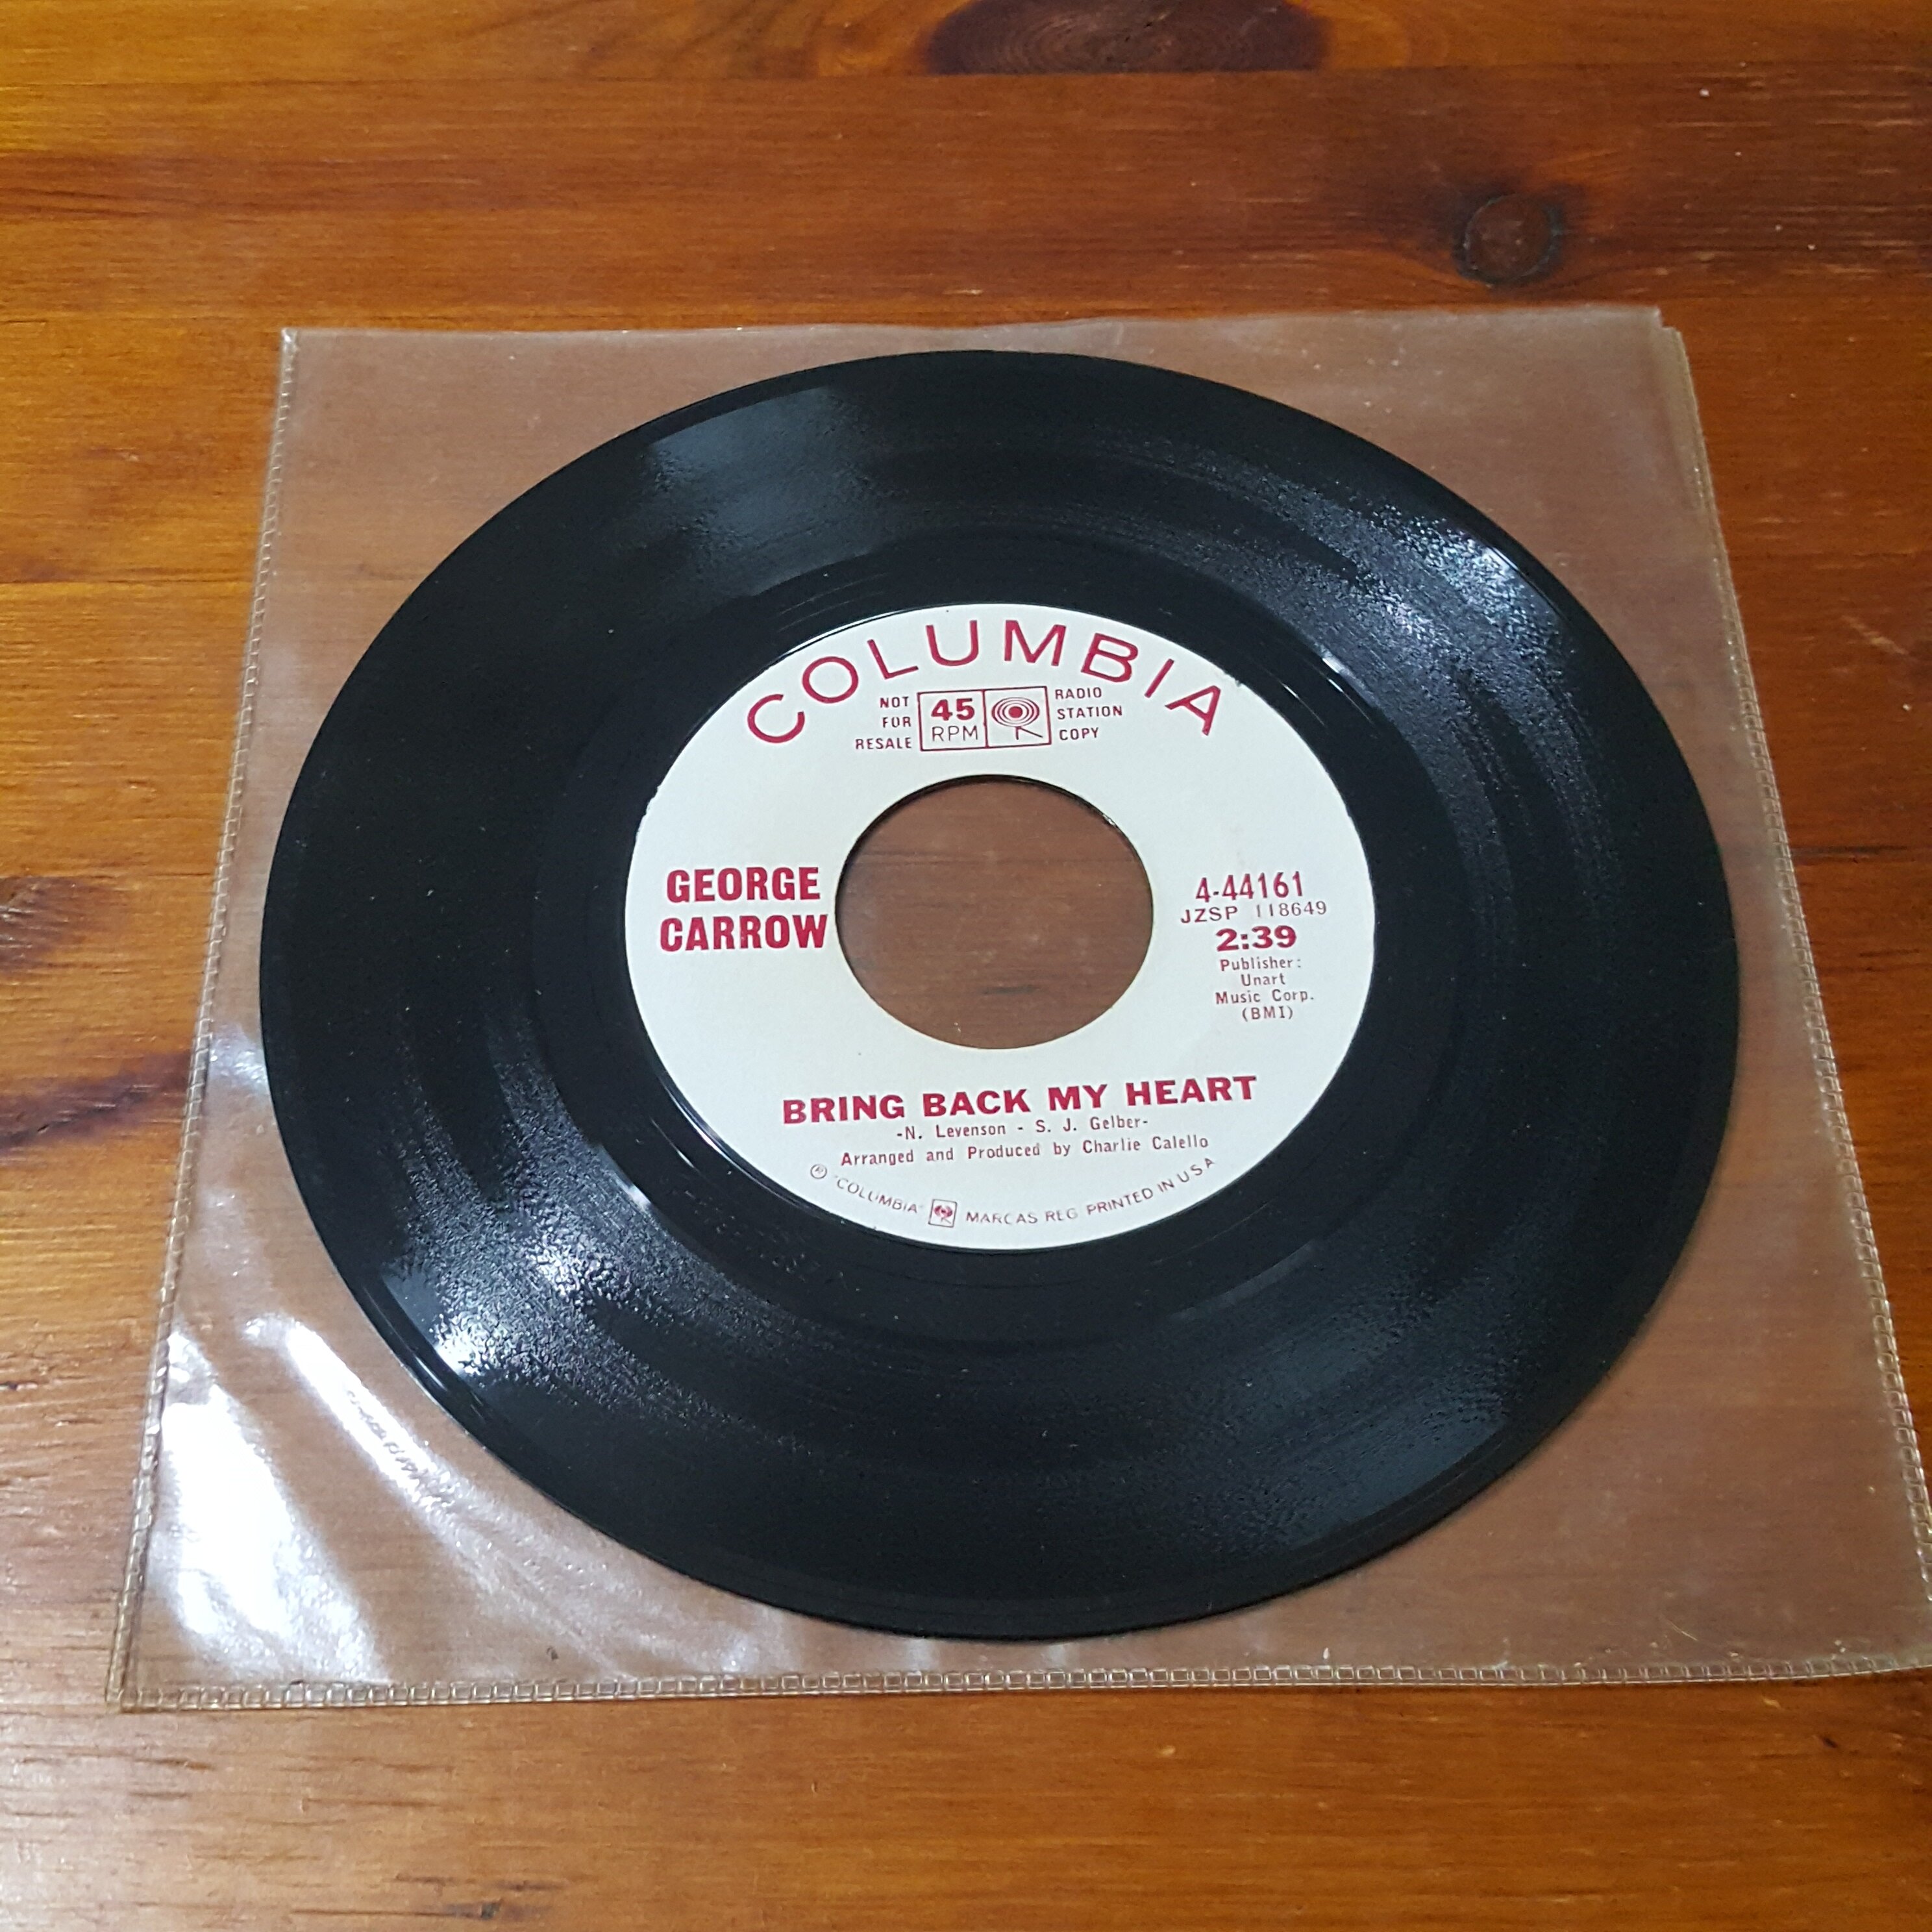 COLUMBIA
NOT
FOR
RESALE
45
RPM
RADIO
STATION
COPY
GEORGE
CARROW
4-44161
JZSP 118649
2:39
Publisher:
Unart
Music Corp.
(BMI)
BRING BACK MY HEART
-N. Levenson - S. J. Gelber-
Arranged and Produced by Charlie Calello
"COLUMBIA" MARCAS REG PRINTED IN U.S.A